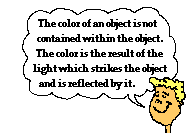 The color of an object is not
contained within the object.
The color is the result of the
light which strikes the object
and is reflected by it.